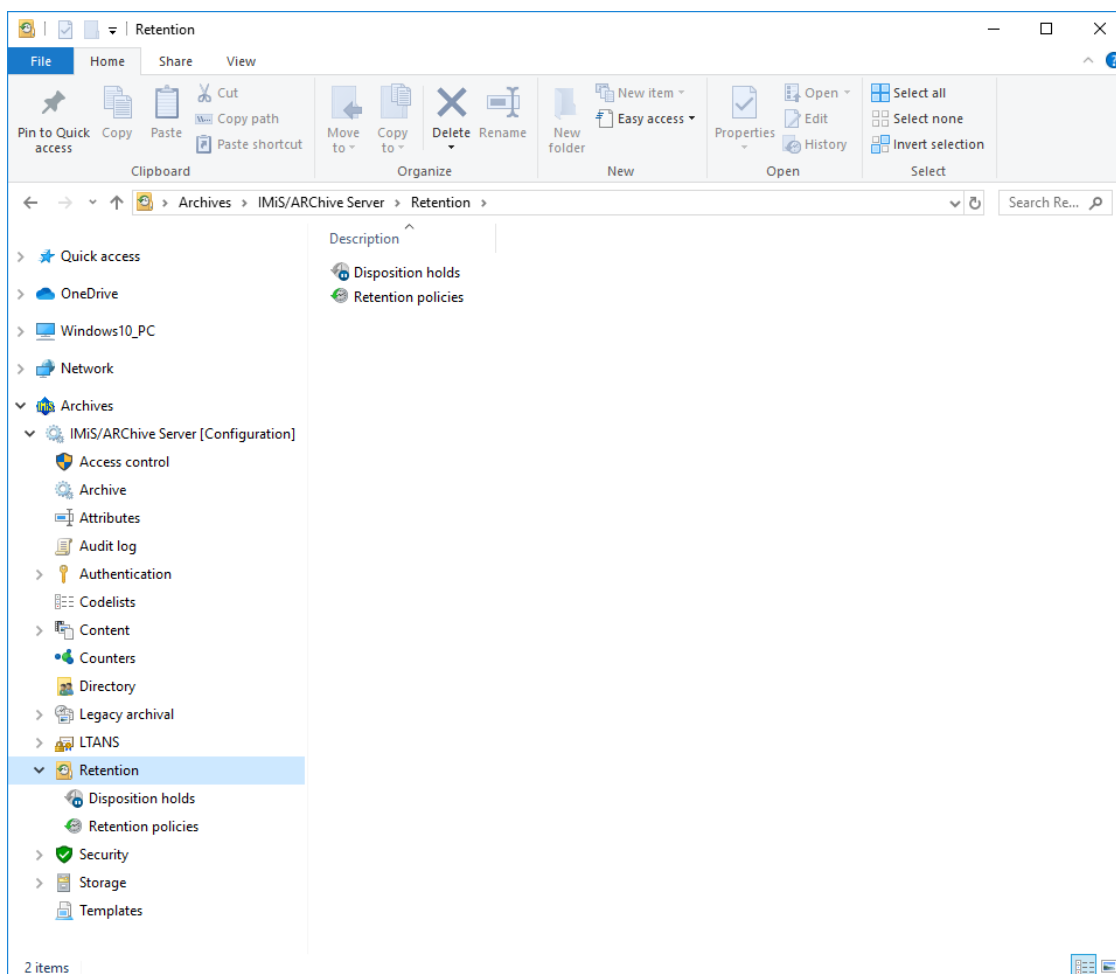 Retention
File Home Share View
Pin to Quick access
Copy
Paste
Cut
Copy path
Paste shortcut
Clipboard
Move to
Copy to
Delete
Rename
Organize
New folder
New item
Easy access
New
Properties
Open
Edit
History
Open
Select all
Select none
Invert selection
Select
Archives IMiS/ARChive Server Retention
Search Re...
Quick access
OneDrive
Windows10_PC
Network
Archives
IMiS/ARChive Server [Configuration]
Access control
Archive
Attributes
Audit log
Authentication
Codelists
Content
Counters
Directory
Legacy archival
LTANS
Retention
Disposition holds
Retention policies
Security
Storage
Templates
Description
Disposition holds
Retention policies
2 items